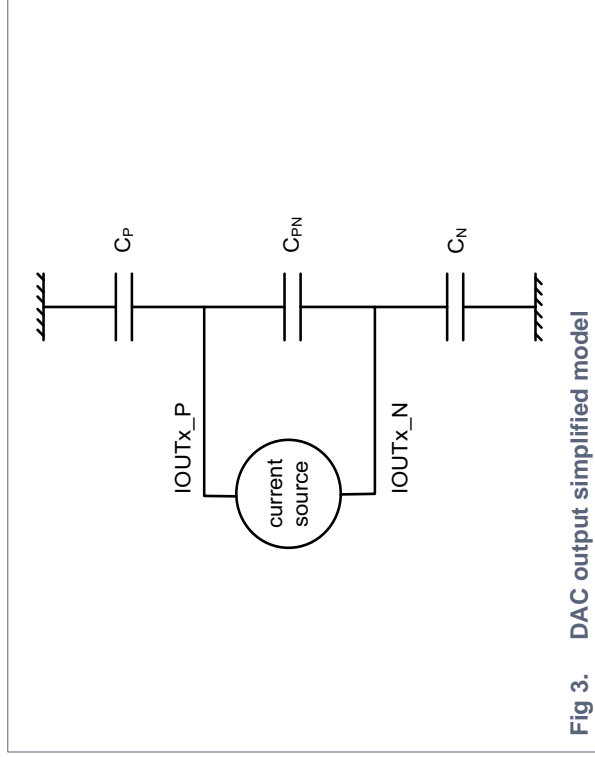 C_P
IOUTx_P
current
source
C_PN
IOUTx_N
C_N
Fig 3. DAC output simplified model